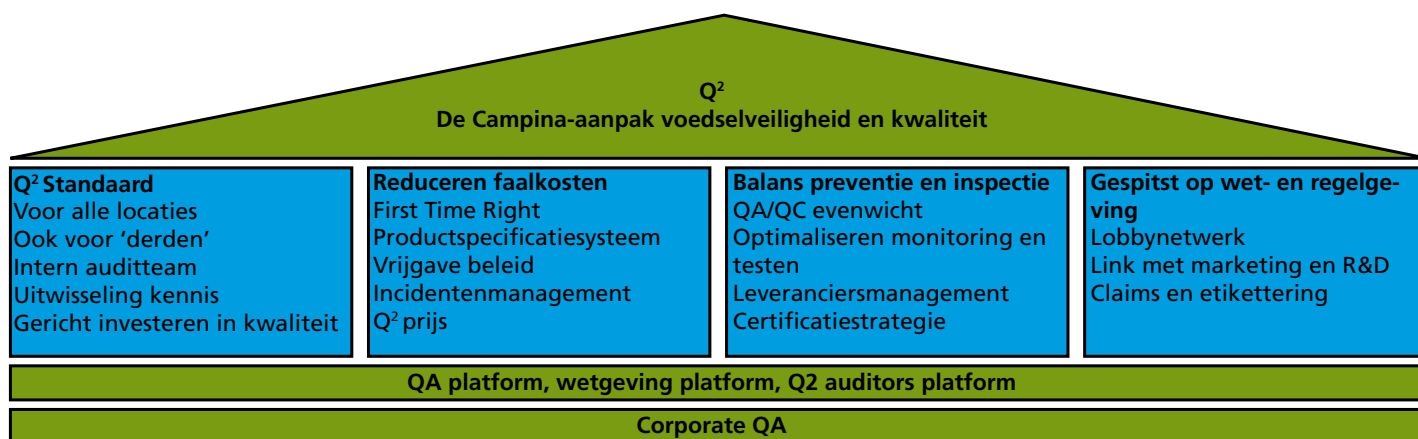 Q²
De Campina-aanpak voedselveiligheid en kwaliteit
Q² Standaard
Voor alle locaties
Ook voor ‘derden’
Intern auditteam
Uitwisseling kennis
Gericht investeren in kwaliteit
Reduceren faalkosten
First Time Right
Productspecificatiesysteem
Vrijgave beleid
Incidentenmanagement
Q² prijs
Balans preventie en inspectie
QA/QC evenwicht
Optimaliseren monitoring en
testen
Leveranciersmanagement
Certificatiestrategie
Gespitst op wet- en regelge-
ving
Lobbynetwerk
Link met marketing en R&D
Claims en etikettering
QA platform, wetgeving platform, Q2 auditors platform
Corporate QA